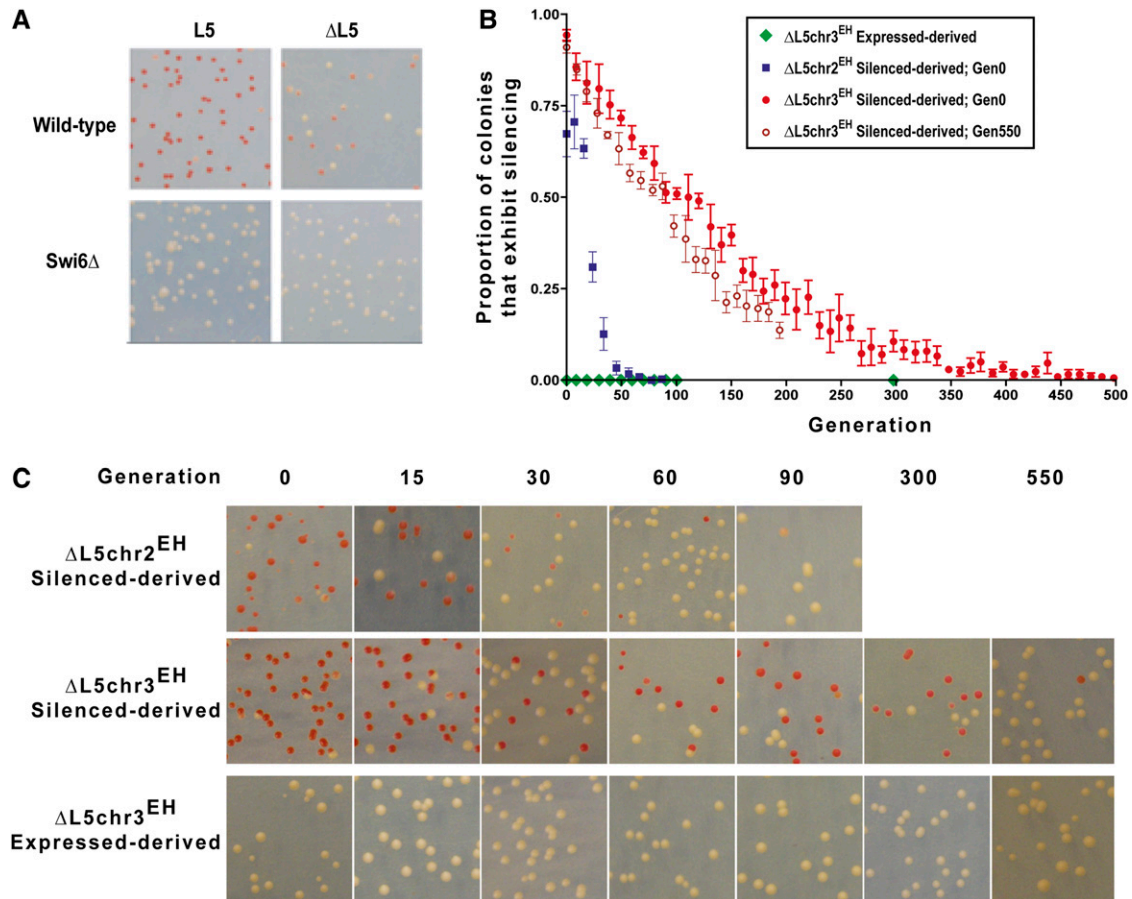 A
L5 ΔL5
Wild-type
Swi6Δ
B
Proportion of colonies
that exhibit silencing
1.00
0.75
0.50
0.25
0.00
0 50 100 150 200 250 300 350 400 450 500
Generation
ΔL5chr3EH Expressed-derived
ΔL5chr2EH Silenced-derived; Gen0
ΔL5chr3EH Silenced-derived; Gen0
ΔL5chr3EH Silenced-derived; Gen550
C
Generation 0 15 30 60 90 300 550
ΔL5chr2EH
Silenced-derived
ΔL5chr3EH
Silenced-derived
ΔL5chr3EH
Expressed-derived